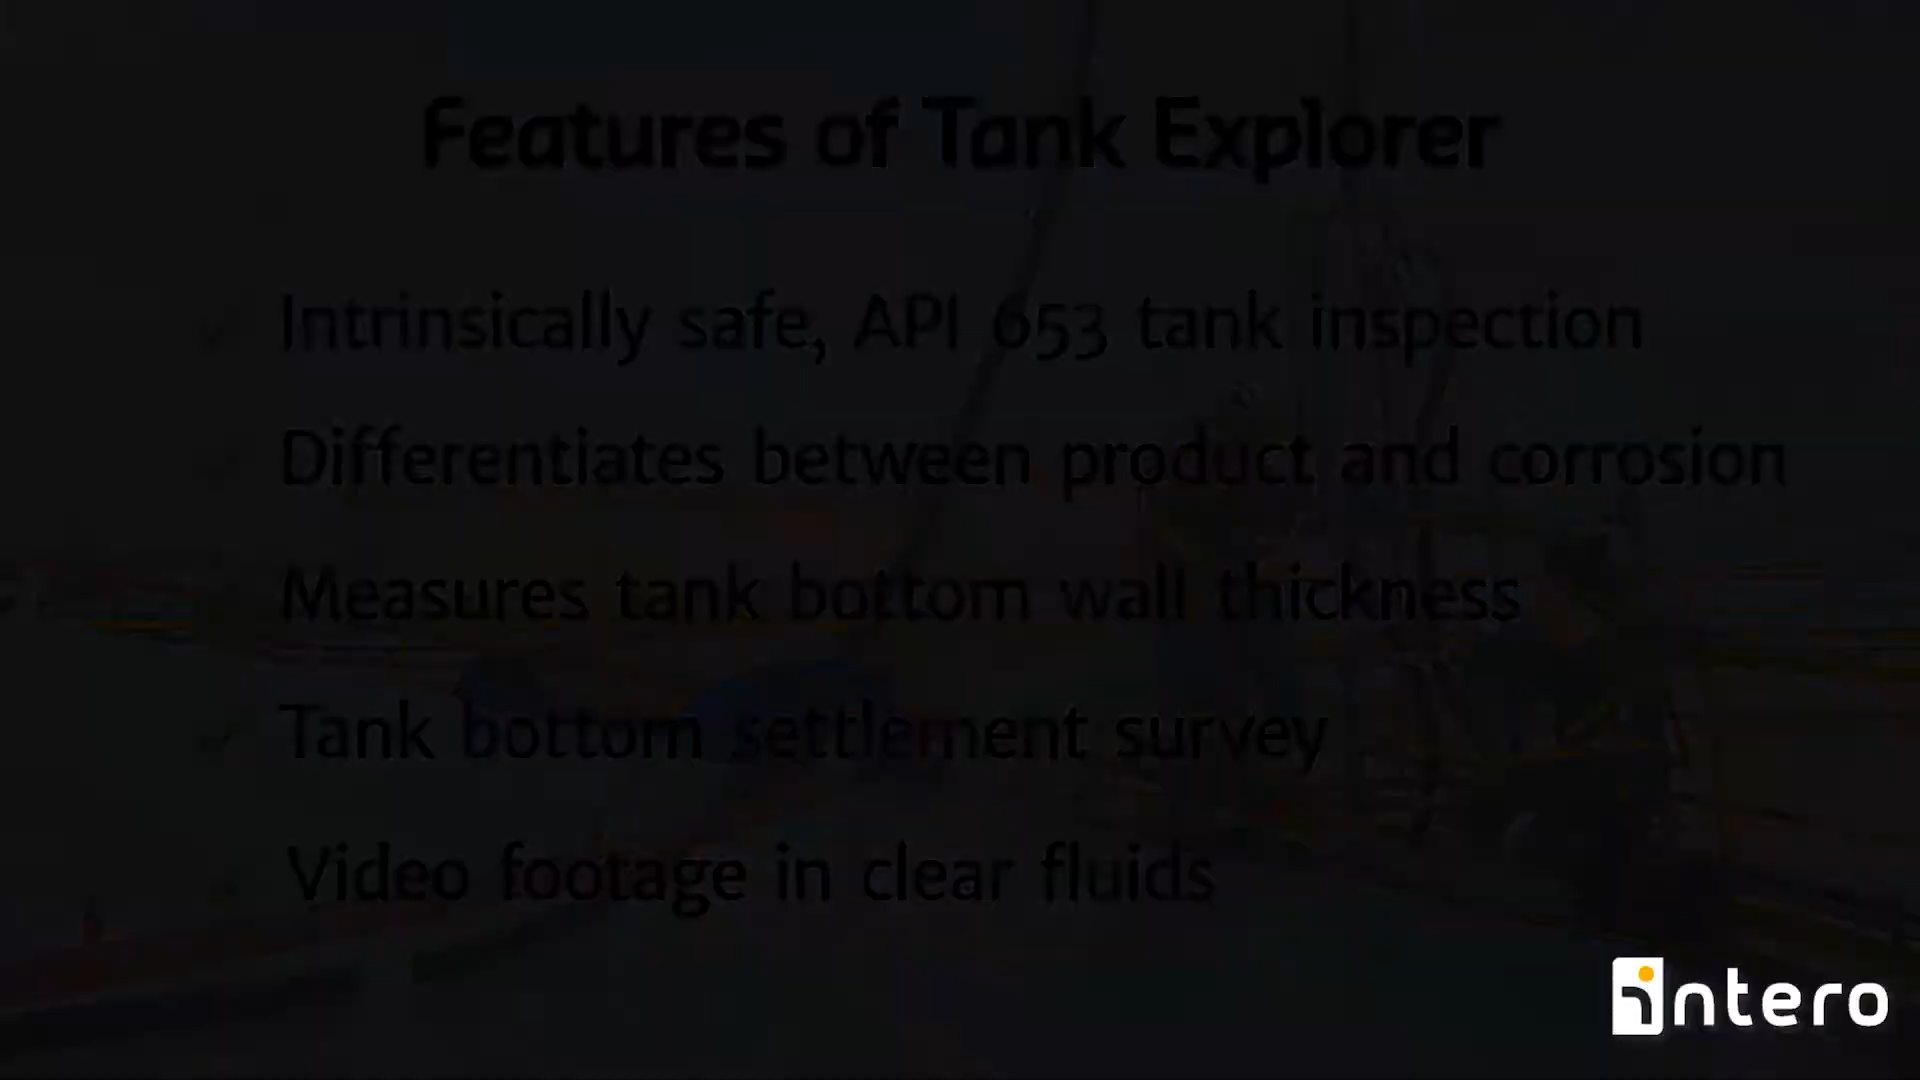 Features of Tank Explorer
Intrinsically safe, API 653 tank inspection
Differentiates between product and corrosion
Measures tank bottom wall thickness
Tank bottom settlement survey
Video footage in clear fluids
intero